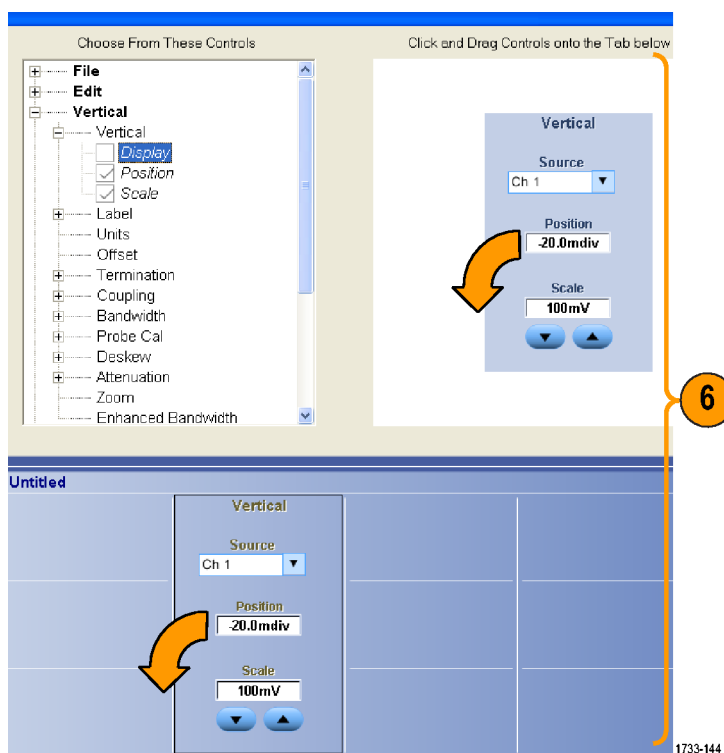 Choose From These Controls
Click and Drag Controls onto the Tab below
File
Edit
Vertical
Vertical
Display
Position
Scale
Label
Units
Offset
Termination
Coupling
Bandwidth
Probe Cal
Deskew
Attenuation
Zoom
Enhanced Bandwidth
Vertical
Source
Ch 1
Position
-20.0mdiv
Scale
100mV
6
Untitled
Vertical
Source
Ch 1
Position
-20.0mdiv
Scale
100mV
1733-144